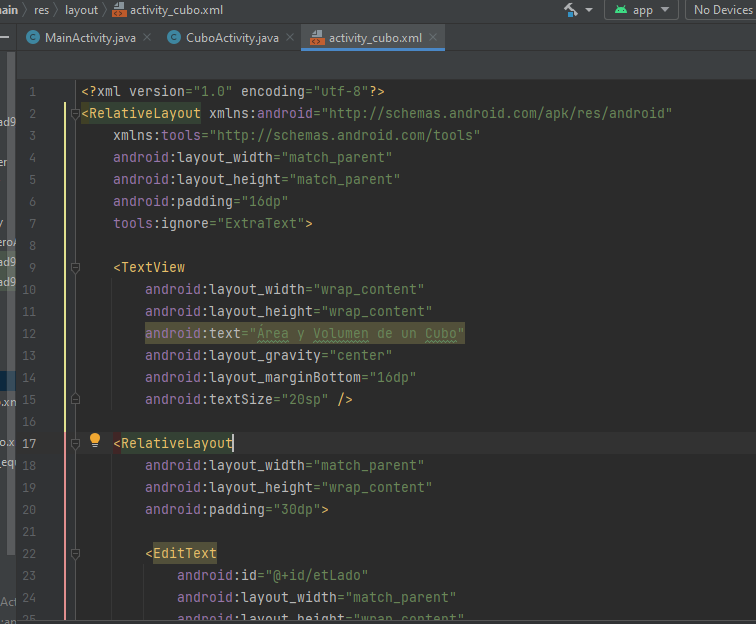 main res layout activity_cubo.xml app No Devices
MainActivity.java CuboActivity.java activity_cubo.xml
1 <?xml version="1.0" encoding="utf-8"?>
2 <RelativeLayout xmlns:android="http://schemas.android.com/apk/res/android"
3 xmlns:tools="http://schemas.android.com/tools"
4 android:layout_width="match_parent"
5 android:layout_height="match_parent"
6 android:padding="16dp"
7 tools:ignore="ExtraText">
8
9 <TextView
10 android:layout_width="wrap_content"
11 android:layout_height="wrap_content"
12 android:text="Área y Volumen de un Cubo"
13 android:layout_gravity="center"
14 android:layout_marginBottom="16dp"
15 android:textSize="20sp" />
16
17 <RelativeLayout
18 android:layout_width="match_parent"
19 android:layout_height="wrap_content"
20 android:padding="30dp">
21
22 <EditText
23 android:id="@+id/etLado"
24 android:layout_width="match_parent"
25 android:layout_height="wrap_content"